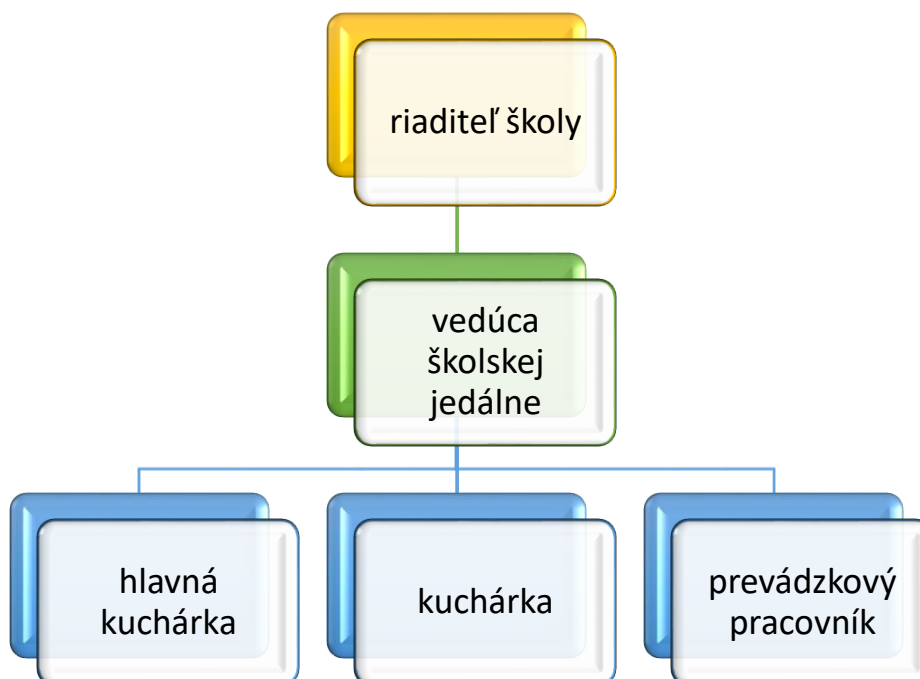 riaditeľ školy
vedúca
školskej
jedálne
hlavná
kuchárka
kuchárka
prevádzkový
pracovník